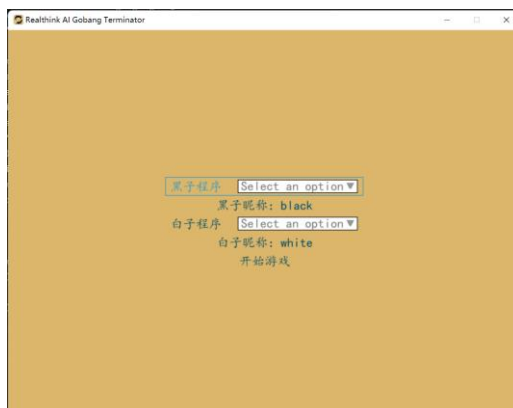 Realthink AI Gobang Terminator
黑子程序 Select an option▼
黑子昵称: black
白子程序 Select an option▼
白子昵称: white
开始游戏